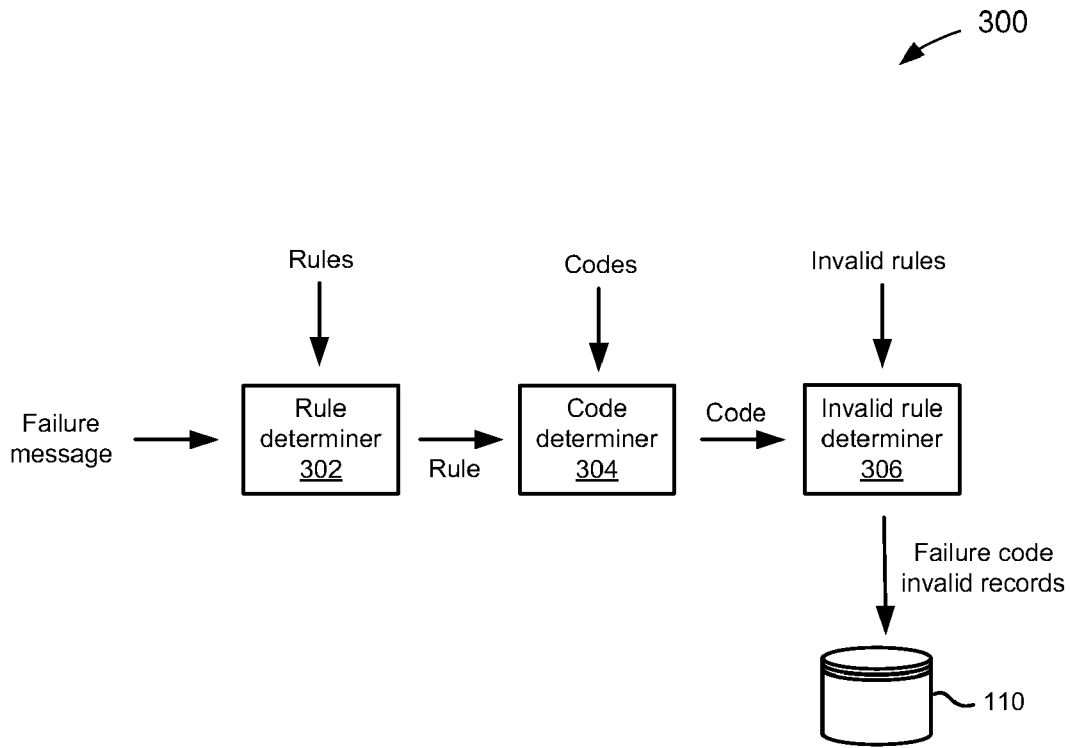 300
Rules
Codes
Invalid rules
Failure
message
Rule
determiner
302
Rule
Code
determiner
304
Code
Invalid rule
determiner
306
Failure code
invalid records
110